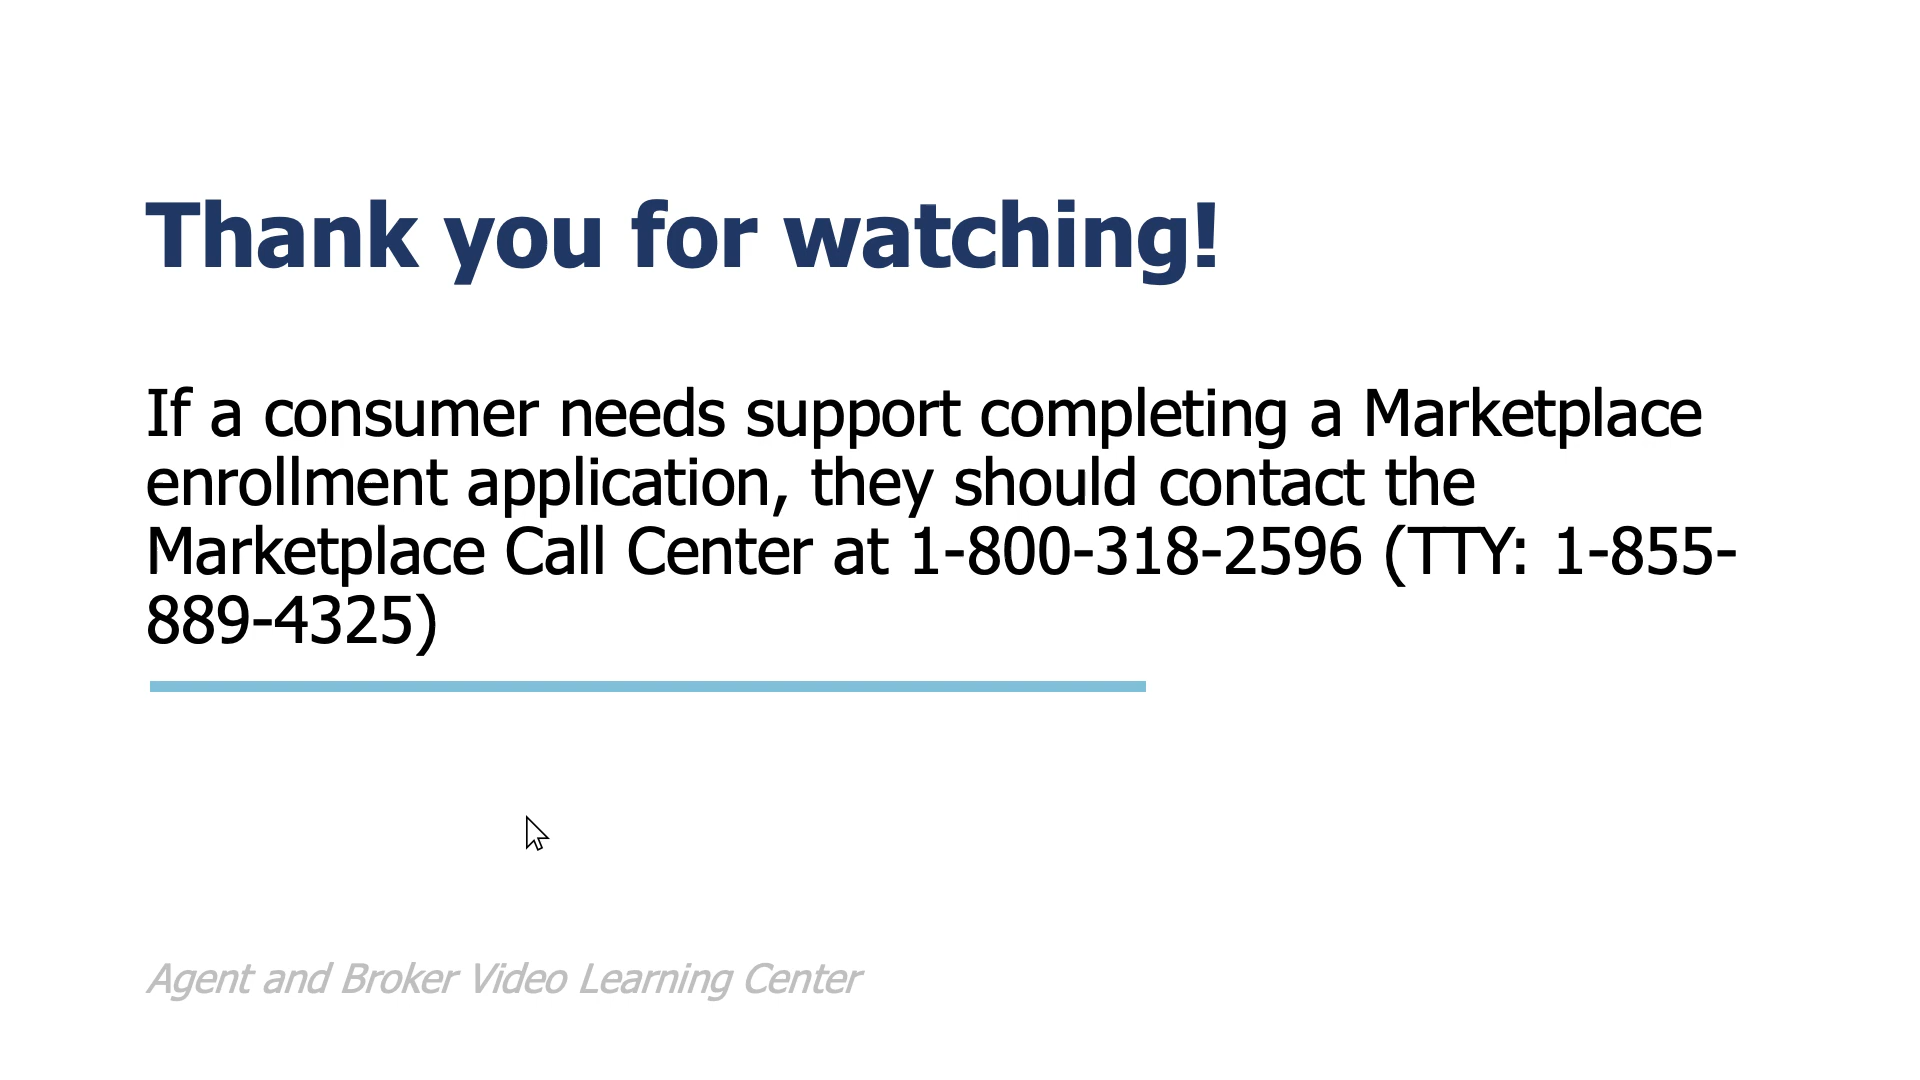 Thank you for watching!
If a consumer needs support completing a Marketplace
enrollment application, they should contact the
Marketplace Call Center at 1-800-318-2596 (TTY: 1-855-
889-4325)
Agent and Broker Video Learning Center